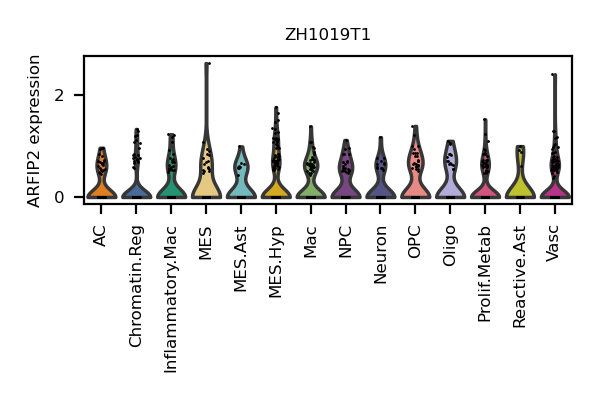 ZH1019T1
ARFIP2 expression
2
0
AC
Chromatin.Reg
Inflammatory.Mac
MES
MES.Ast
MES.Hyp
Mac
NPC
Neuron
OPC
Oligo
Prolif.Metab
Reactive.Ast
Vasc